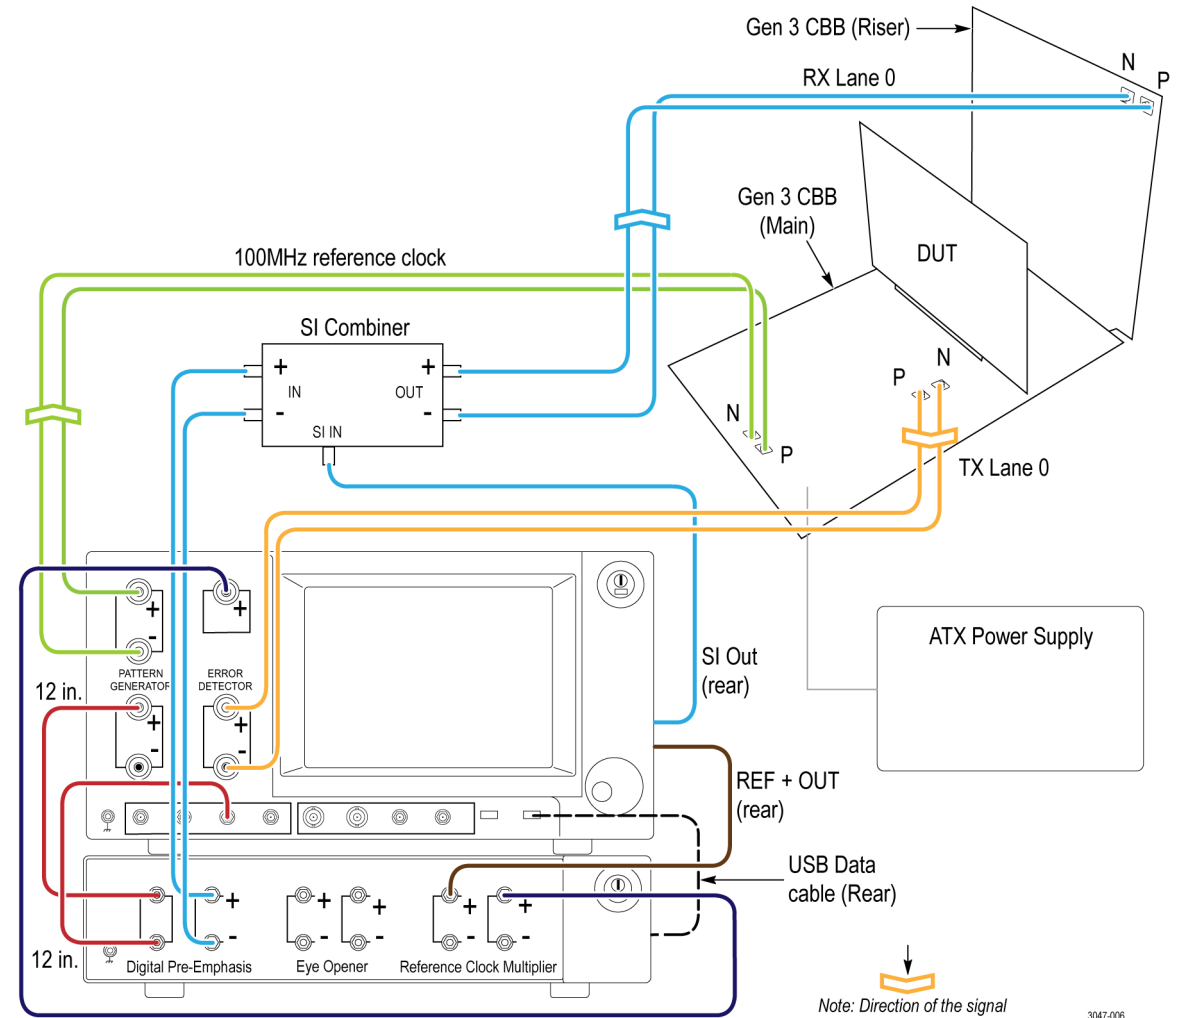 Gen 3 CBB (Riser)
N
P
RX Lane 0
Gen 3 CBB
(Main)
DUT
100MHz reference clock
SI Combiner
+
+
IN
OUT
-
-
SI IN
N
P
P
N
TX Lane 0
+
-
+
PATTERN
GENERATOR
ERROR
DETECTOR
12 in.
+
-
+
-
SI Out
(rear)
ATX Power Supply
REF + OUT
(rear)
USB Data
cable (Rear)
+
-
+
-
+
-
+
-
+
-
12 in.
Digital Pre-Emphasis
Eye Opener
Reference Clock Multiplier
Note: Direction of the signal
3047-006